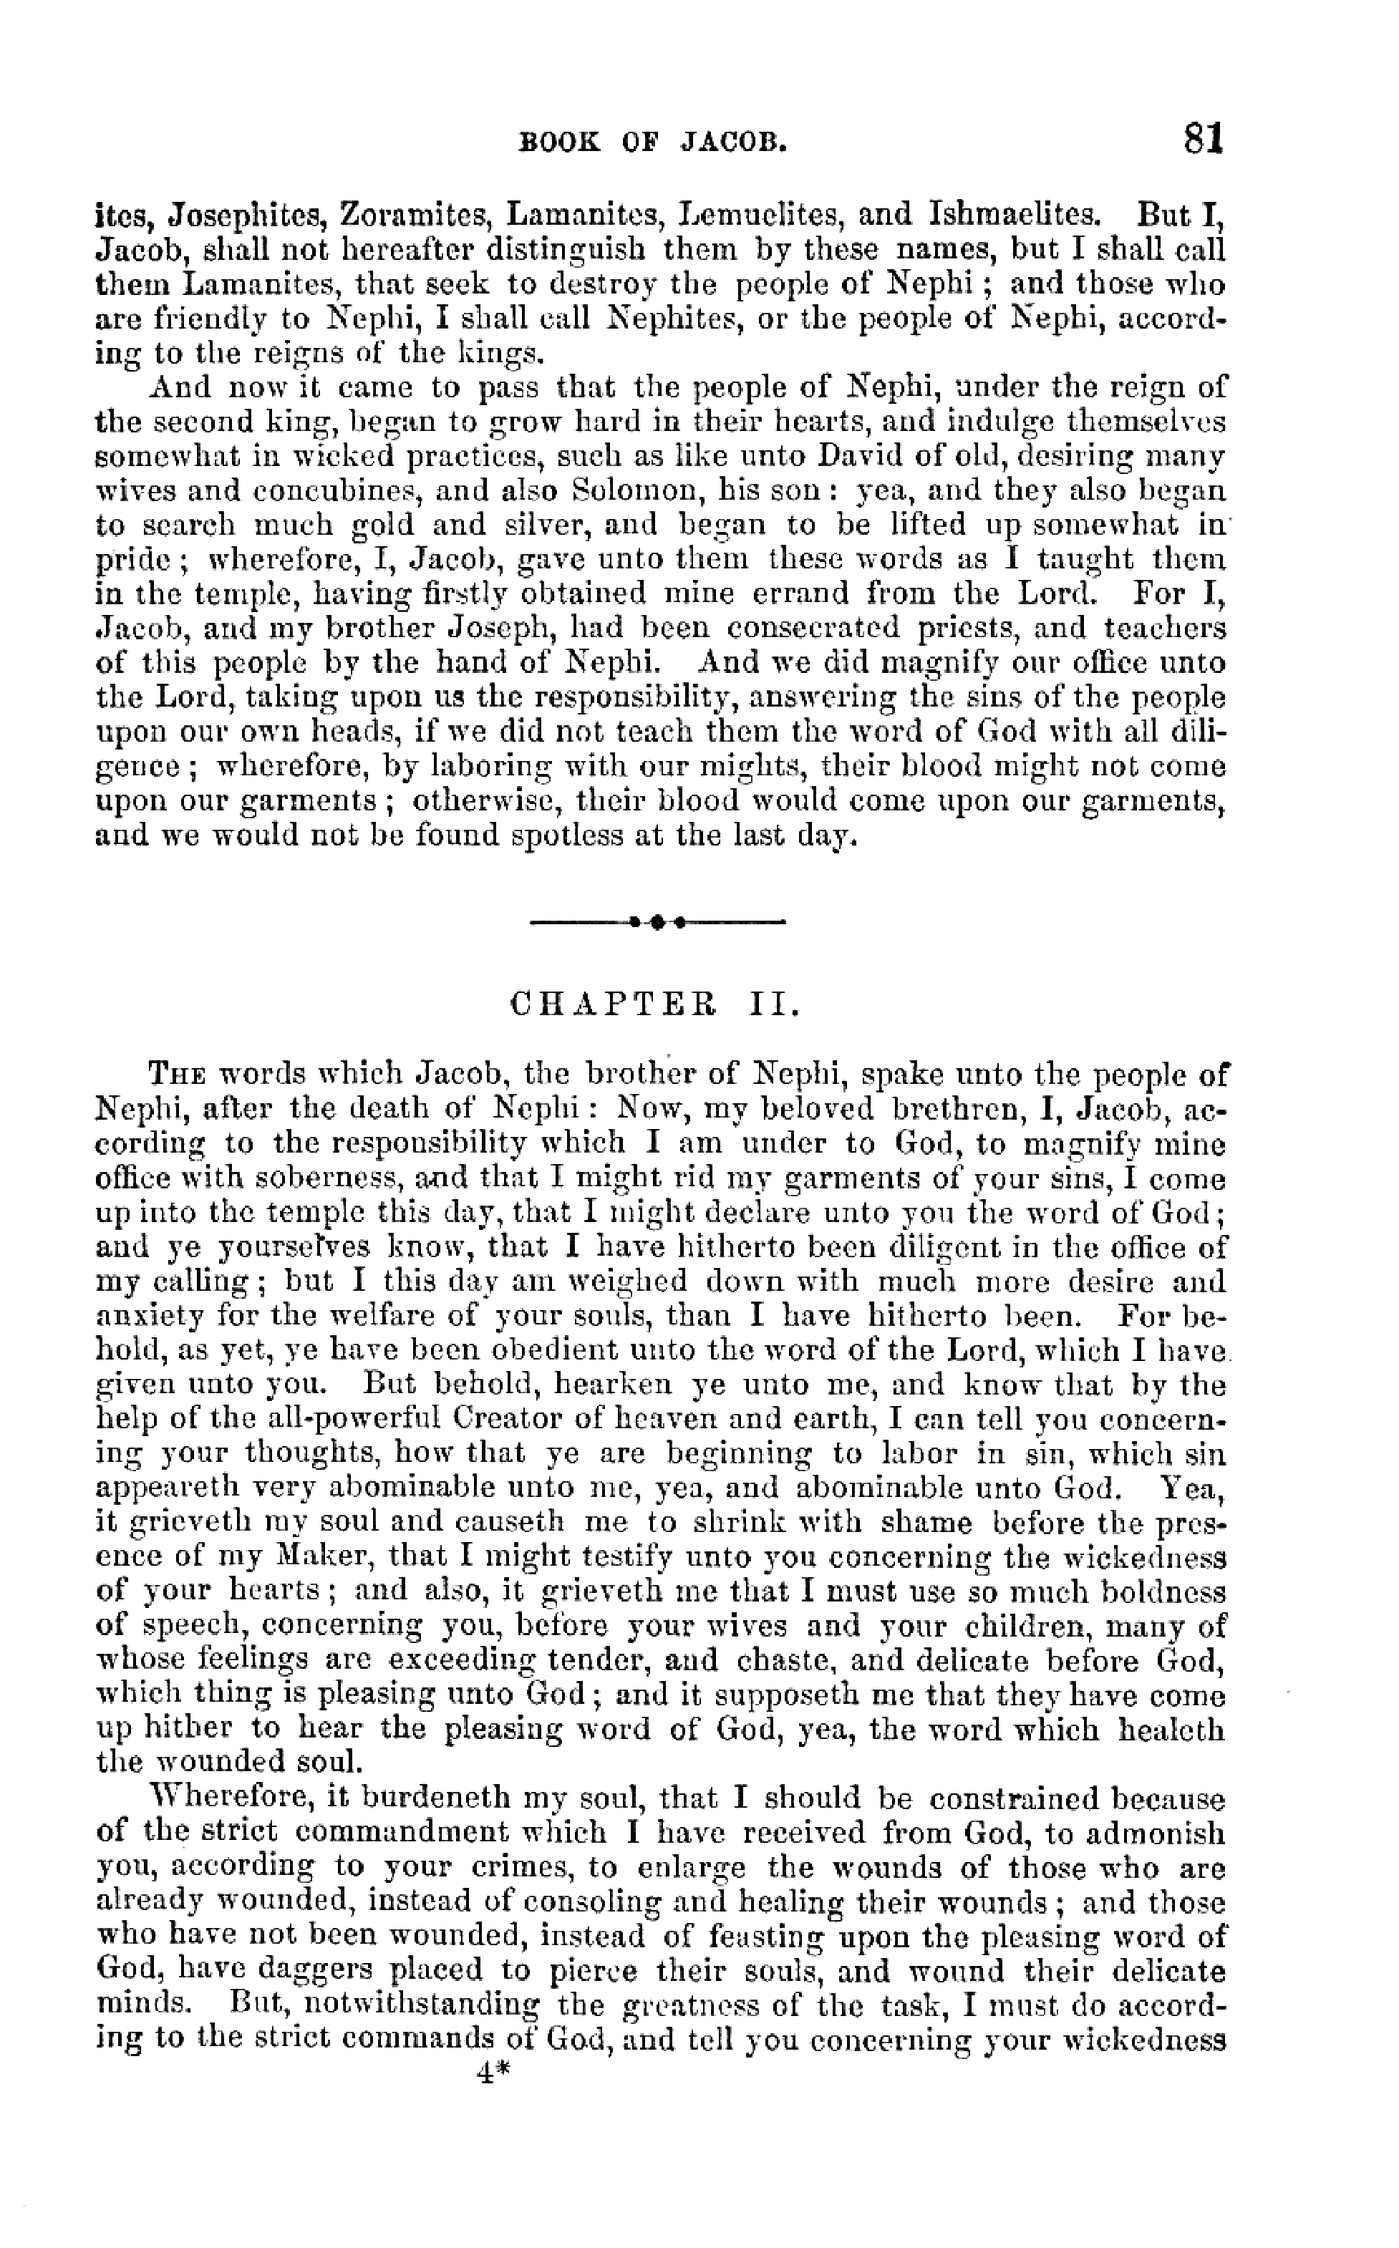 BOOK OF JACOB. 81
ites, Josephites, Zoramites, Lamanites, Lemuelites, and Ishmaelites. But I,
Jacob, shall not hereafter distinguish them by these names, but I shall call
them Lamanites, that seek to destroy the people of Nephi ; and those who
are friendly to Nephi, I shall call Nephites, or the people of Nephi, accord-
ing to the reigns of the kings.
And now it came to pass that the people of Nephi, under the reign of
the second king, began to grow hard in their hearts, and indulge themselves
somewhat in wicked practices, such as like unto David of old, desiring many
wives and concubines, and also Solomon, his son : yea, and they also began
to search much gold and silver, and began to be lifted up somewhat in
pride ; wherefore, I, Jacob, gave unto them these words as I taught them
in the temple, having firstly obtained mine errand from the Lord. For I,
Jacob, and my brother Joseph, had been consecrated priests, and teachers
of this people by the hand of Nephi. And we did magnify our office unto
the Lord, taking upon us the responsibility, answering the sins of the people
upon our own heads, if we did not teach them the word of God with all dili-
gence ; wherefore, by laboring with our mights, their blood might not come
upon our garments ; otherwise, their blood would come upon our garments,
and we would not be found spotless at the last day.
CHAPTER II.
THE words which Jacob, the brother of Nephi, spake unto the people of
Nephi, after the death of Nephi : Now, my beloved brethren, I, Jacob, ac-
cording to the responsibility which I am under to God, to magnify mine
office with soberness, and that I might rid my garments of your sins, I come
up into the temple this day, that I might declare unto you the word of God ;
and ye yourselves know, that I have hitherto been diligent in the office of
my calling ; but I this day am weighed down with much more desire and
anxiety for the welfare of your souls, than I have hitherto been. For be-
hold, as yet, ye have been obedient unto the word of the Lord, which I have
given unto you. But behold, hearken ye unto me, and know that by the
help of the all-powerful Creator of heaven and earth, I can tell you concern-
ing your thoughts, how that ye are beginning to labor in sin, which sin
appeareth very abominable unto me, yea, and abominable unto God. Yea,
it grieveth my soul and causeth me to shrink with shame before the pres-
ence of my Maker, that I might testify unto you concerning the wickedness
of your hearts ; and also, it grieveth me that I must use so much boldness
of speech, concerning you, before your wives and your children, many of
whose feelings are exceeding tender, and chaste, and delicate before God,
which thing is pleasing unto God ; and it supposeth me that they have come
up hither to hear the pleasing word of God, yea, the word which healeth
the wounded soul.
Wherefore, it burdeneth my soul, that I should be constrained because
of the strict commandment which I have received from God, to admonish
you, according to your crimes, to enlarge the wounds of those who are
already wounded, instead of consoling and healing their wounds ; and those
who have not been wounded, instead of feasting upon the pleasing word of
God, have daggers placed to pierce their souls, and wound their delicate
minds. But, notwithstanding the greatness of the task, I must do accord-
ing to the strict commands of God, and tell you concerning your wickedness
4*